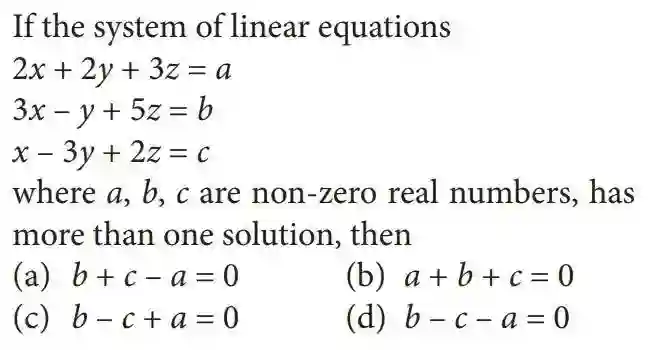 If the system of linear equations
2x + 2y + 3z = a
3x – y + 5z = b
x – 3y + 2z = c
where a, b, c are non-zero real numbers, has
more than one solution, then
(a) b + c – a = 0 (b) a + b + c = 0
(c) b – c + a = 0 (d) b – c – a = 0